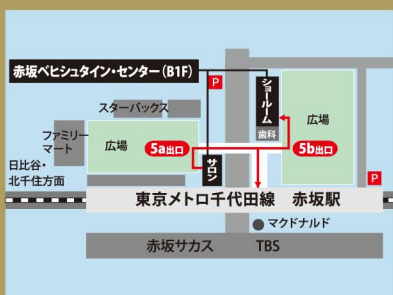 赤坂ベヒシュタイン・センター(B1F)
P
ショールーム
スターバックス
歯科
広場
ファミリー
マート
広場
5a出口
5b出口
サロン
日比谷・
北千住方面
P
東京メトロ千代田線 赤坂駅
マクドナルド
赤坂サカス TBS